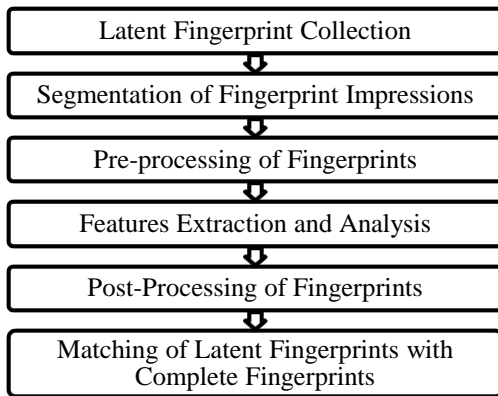 Latent Fingerprint Collection
Segmentation of Fingerprint Impressions
Pre-processing of Fingerprints
Features Extraction and Analysis
Post-Processing of Fingerprints
Matching of Latent Fingerprints with
Complete Fingerprints